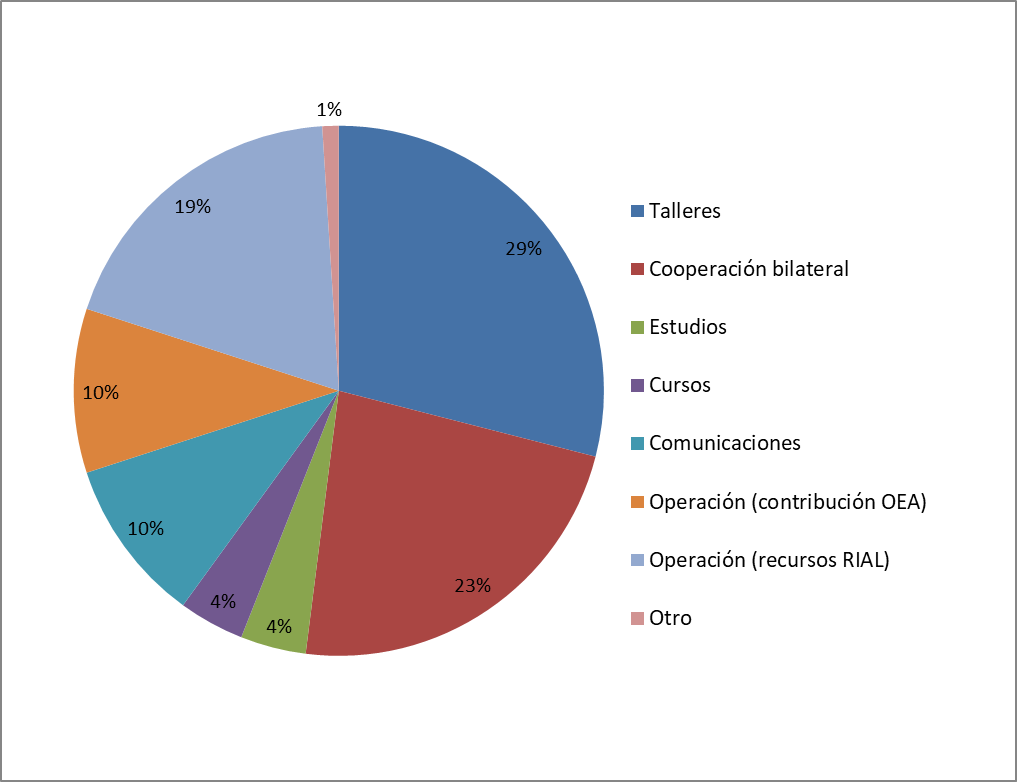 1%
19%
29%
10%
10%
4%
4%
23%
Talleres
Cooperación bilateral
Estudios
Cursos
Comunicaciones
Operación (contribución OEA)
Operación (recursos RIAL)
Otro